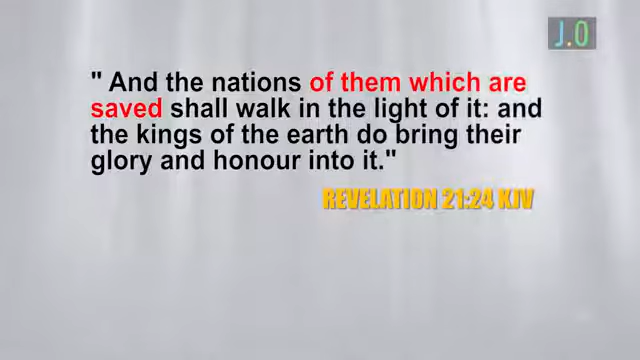 J.O
" And the nations of them which are
saved shall walk in the light of it: and
the kings of the earth do bring their
glory and honour into it."
REVELATION 21:24 KJV